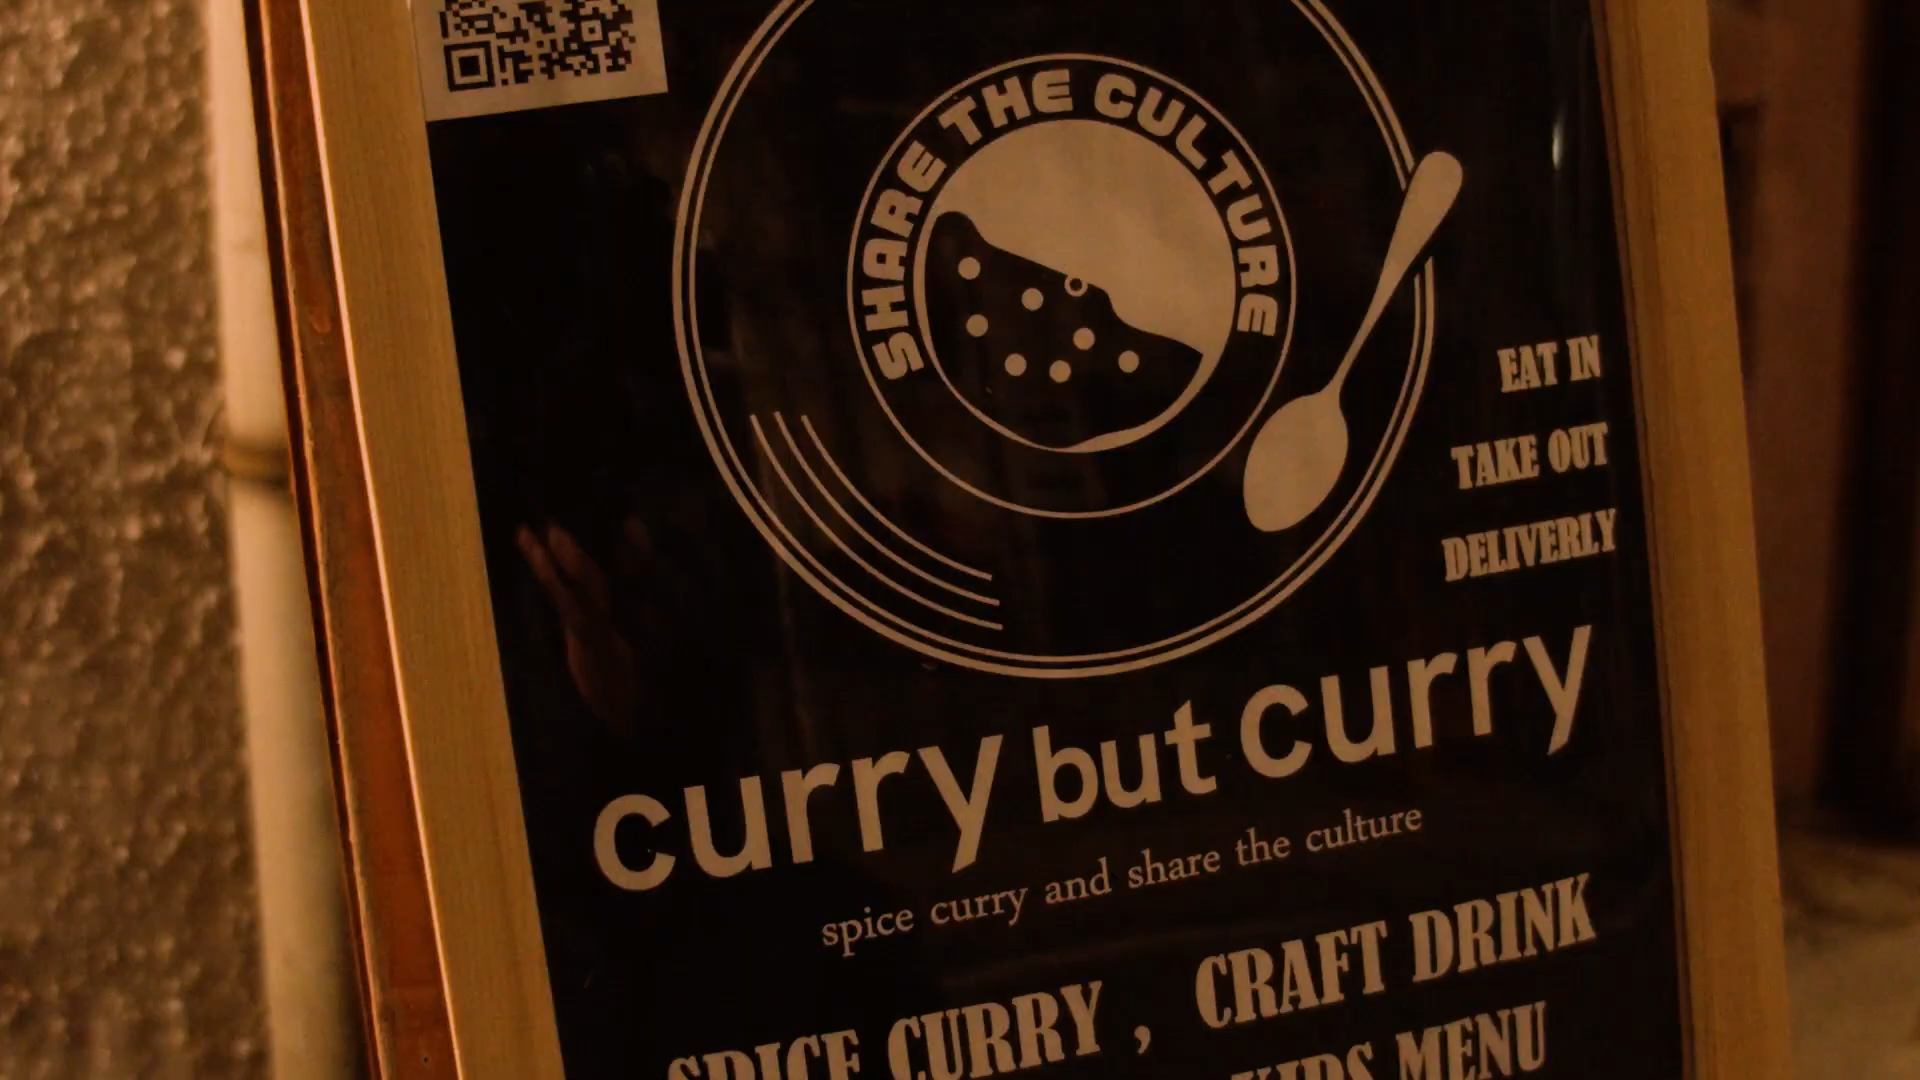 SHARE THE CULTURE
EAT IN
TAKE OUT
DELIVERLY
curry but curry
spice curry and share the culture
SPICE CURRY , CRAFT DRINK
KIDS MENU